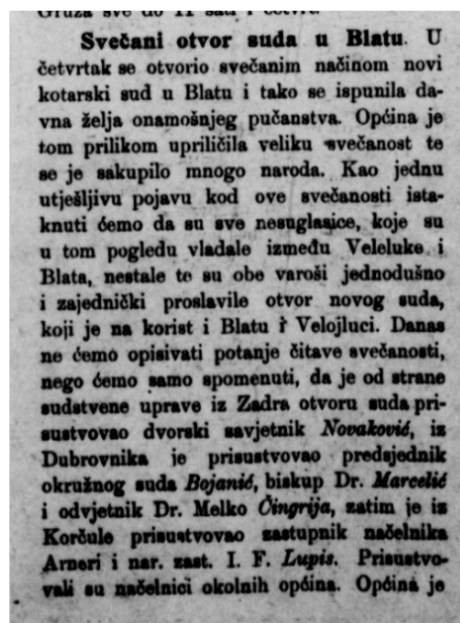 Gruža sve do 11 sati i četvrt.
Svečani otvor suda u Blatu. U
četvrtak se otvorio svečanim načinom novi
kotarski sud u Blatu i tako se ispunila da-
vna želja onamošnjeg pučanstva. Općina je
tom prilikom upriličila veliku svečanost te
se je sakupilo mnogo naroda. Kao jednu
utješljivu pojavu kod ove svečanosti ista-
knuti ćemo da su sve nesuglasice, koje su
u tom pogledu vladale između Veleluke i
Blata, nestale te su obe varoši jednodušno
i zajednički proslavile otvor novog suda,
koji je na korist i Blatu i Velojluci. Danas
ne ćemo opisivati potanje čitave svečanosti,
nego ćemo samo spomenuti, da je od strane
sudstvene uprave iz Zadra otvoru suda pri-
sustvovao dvorski savjetnik Novaković, iz
Dubrovnika je prisustvovao predsjednik
okružnog suda Bojanić, biskup Dr. Marcelić
i odvjetnik Dr. Melko Čingrija, zatim je iz
Korčule prisustvovao zastupnik načelnika
Arneri i nar. zast. I. F. Lupis. Prisustvo-
vali su načelnici okolnih općina. Općina je